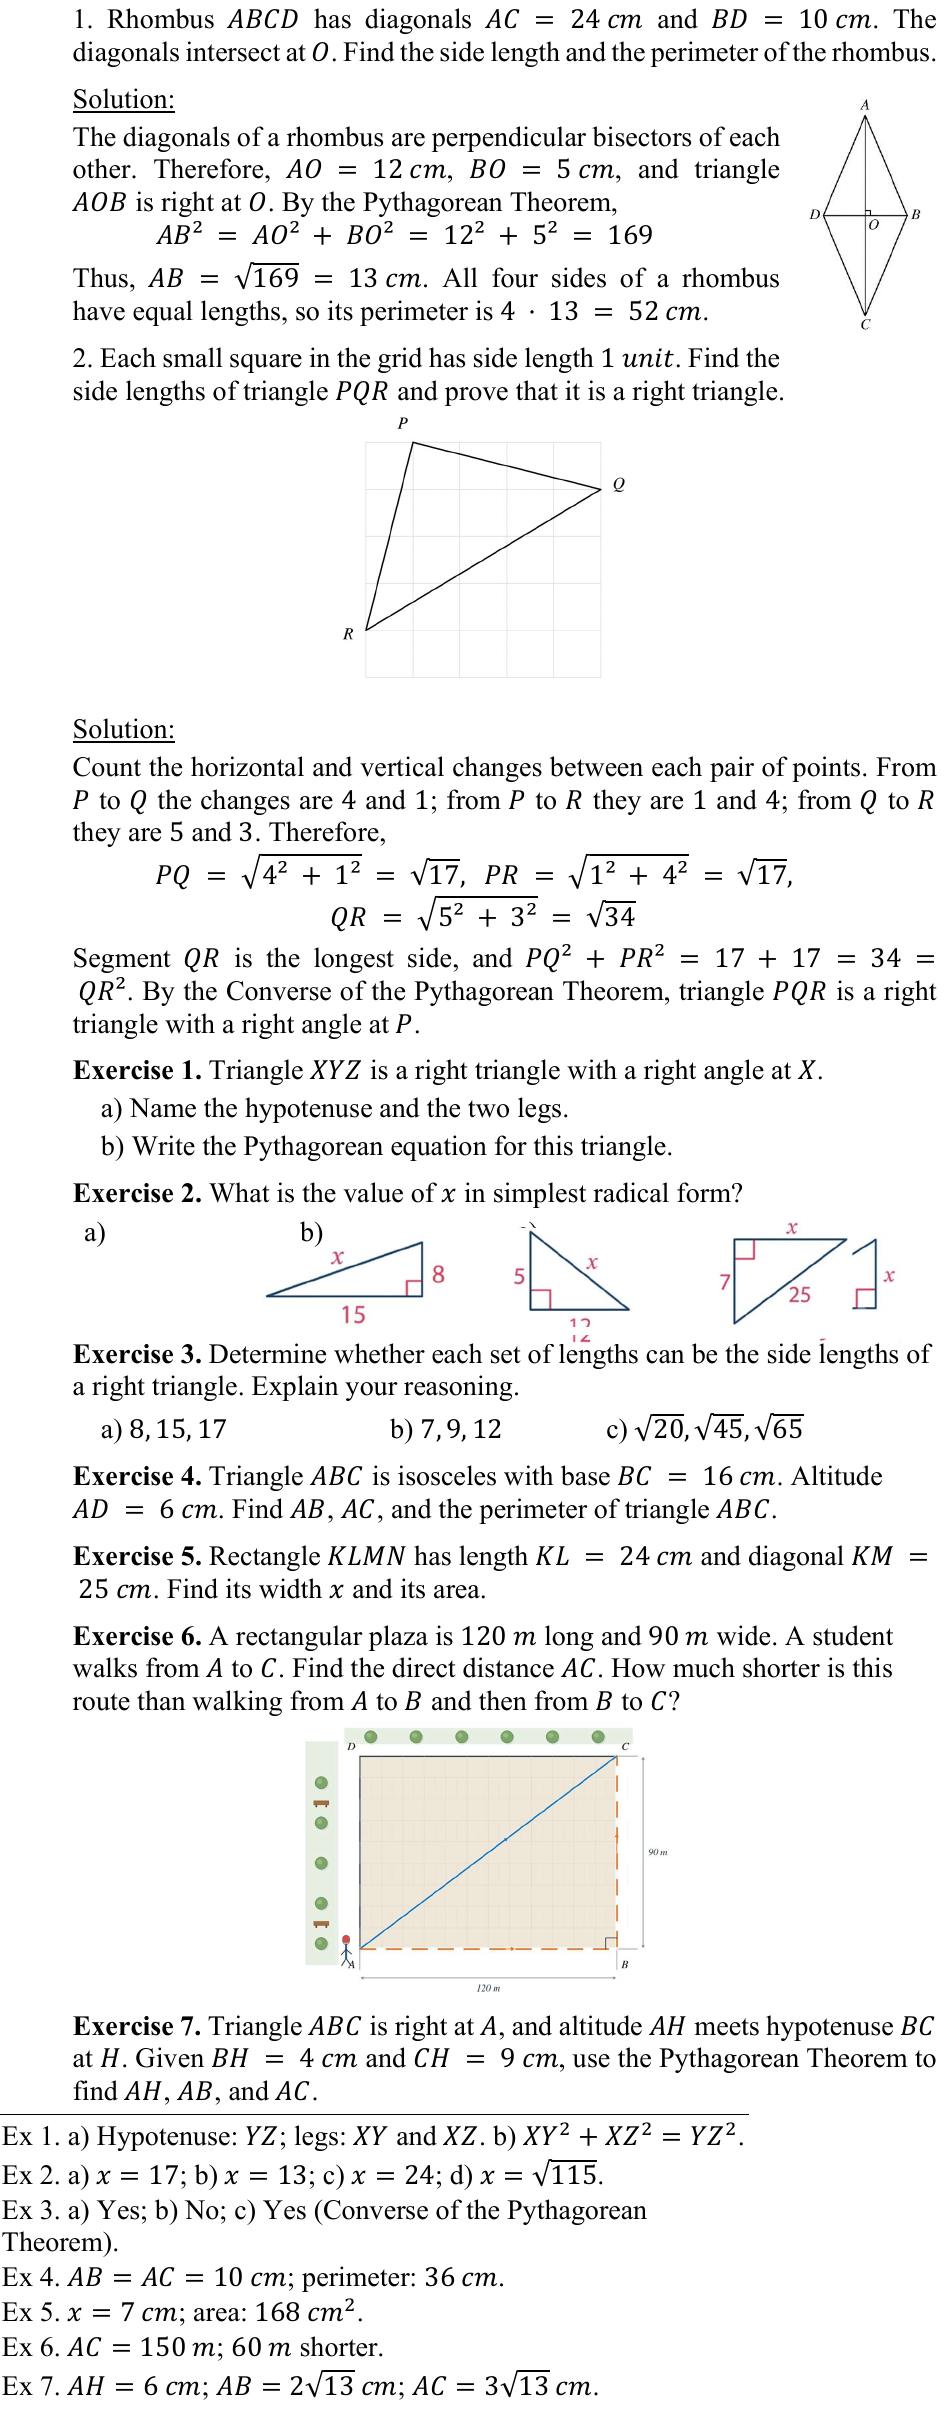 1. Rhombus ABCD has diagonals AC = 24 cm and BD = 10 cm. The
diagonals intersect at O. Find the side length and the perimeter of the rhombus.
Solution:
The diagonals of a rhombus are perpendicular bisectors of each
other. Therefore, AO = 12 cm, BO = 5 cm, and triangle
AOB is right at O. By the Pythagorean Theorem,
AB² = AO² + BO² = 12² + 5² = 169
Thus, AB = √169 = 13 cm. All four sides of a rhombus
have equal lengths, so its perimeter is 4 · 13 = 52 cm.
A
D
B
O
C
2. Each small square in the grid has side length 1 unit. Find the
side lengths of triangle PQR and prove that it is a right triangle.
P
Q
R
Solution:
Count the horizontal and vertical changes between each pair of points. From
P to Q the changes are 4 and 1; from P to R they are 1 and 4; from Q to R
they are 5 and 3. Therefore,
PQ = √(4² + 1²) = √17, PR = √(1² + 4²) = √17,
QR = √(5² + 3²) = √34
Segment QR is the longest side, and PQ² + PR² = 17 + 17 = 34 =
QR². By the Converse of the Pythagorean Theorem, triangle PQR is a right
triangle with a right angle at P.
Exercise 1. Triangle XYZ is a right triangle with a right angle at X.
a) Name the hypotenuse and the two legs.
b) Write the Pythagorean equation for this triangle.
Exercise 2. What is the value of x in simplest radical form?
a) b)
x
8
15
5
x
12
12
x
7
25
x
Exercise 3. Determine whether each set of lengths can be the side lengths of
a right triangle. Explain your reasoning.
a) 8, 15, 17 b) 7, 9, 12 c) √20, √45, √65
Exercise 4. Triangle ABC is isosceles with base BC = 16 cm. Altitude
AD = 6 cm. Find AB, AC, and the perimeter of triangle ABC.
Exercise 5. Rectangle KLMN has length KL = 24 cm and diagonal KM =
25 cm. Find its width x and its area.
Exercise 6. A rectangular plaza is 120 m long and 90 m wide. A student
walks from A to C. Find the direct distance AC. How much shorter is this
route than walking from A to B and then from B to C?
D
C
90 m
A
B
120 m
Exercise 7. Triangle ABC is right at A, and altitude AH meets hypotenuse BC
at H. Given BH = 4 cm and CH = 9 cm, use the Pythagorean Theorem to
find AH, AB, and AC.
Ex 1. a) Hypotenuse: YZ; legs: XY and XZ. b) XY² + XZ² = YZ².
Ex 2. a) x = 17; b) x = 13; c) x = 24; d) x = √115.
Ex 3. a) Yes; b) No; c) Yes (Converse of the Pythagorean
Theorem).
Ex 4. AB = AC = 10 cm; perimeter: 36 cm.
Ex 5. x = 7 cm; area: 168 cm².
Ex 6. AC = 150 m; 60 m shorter.
Ex 7. AH = 6 cm; AB = 2√13 cm; AC = 3√13 cm.